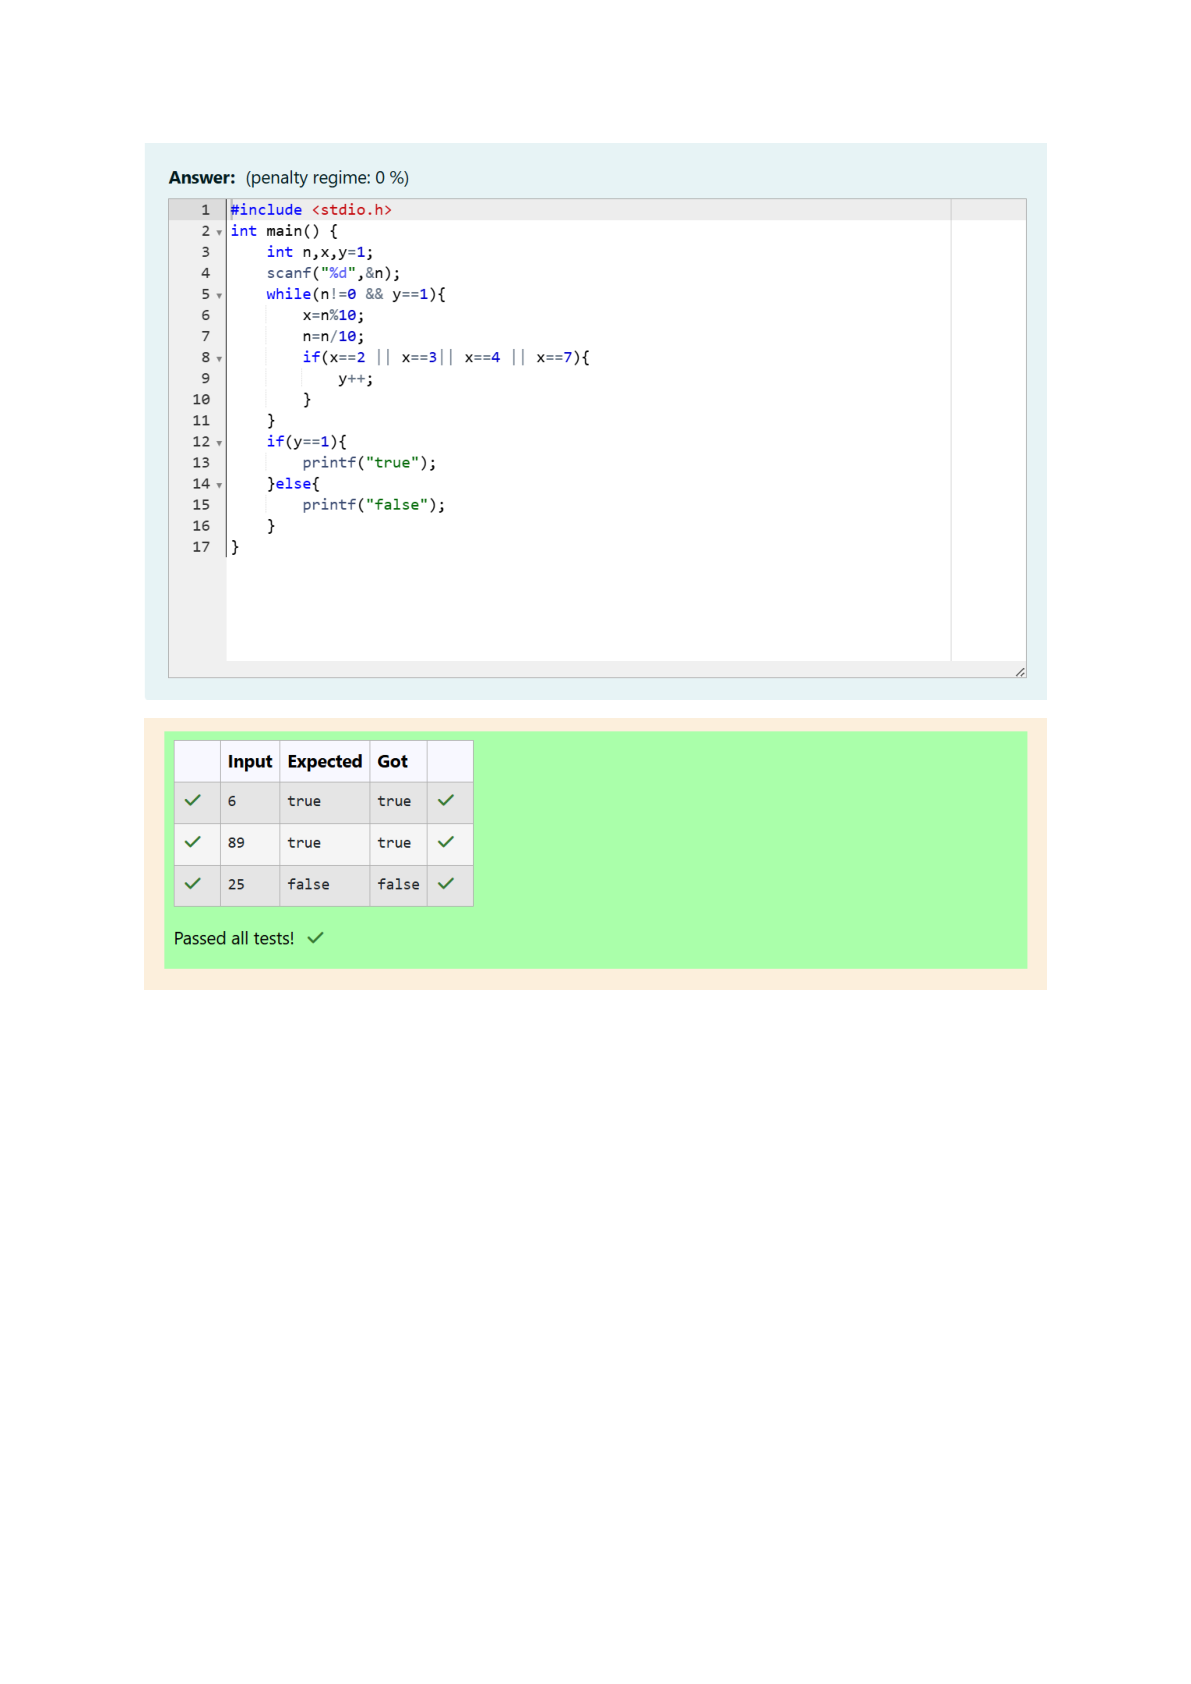 Answer: (penalty regime: 0 %)
1 #include <stdio.h>
2 int main() {
3     int n,x,y=1;
4     scanf("%d",&n);
5     while(n!=0 && y==1){
6         x=n%10;
7         n=n/10;
8         if(x==2 || x==3|| x==4 || x==7){
9             y++;
10         }
11     }
12     if(y==1){
13         printf("true");
14     }else{
15         printf("false");
16     }
17 }
Input Expected Got
6 true true
89 true true
25 false false
Passed all tests!